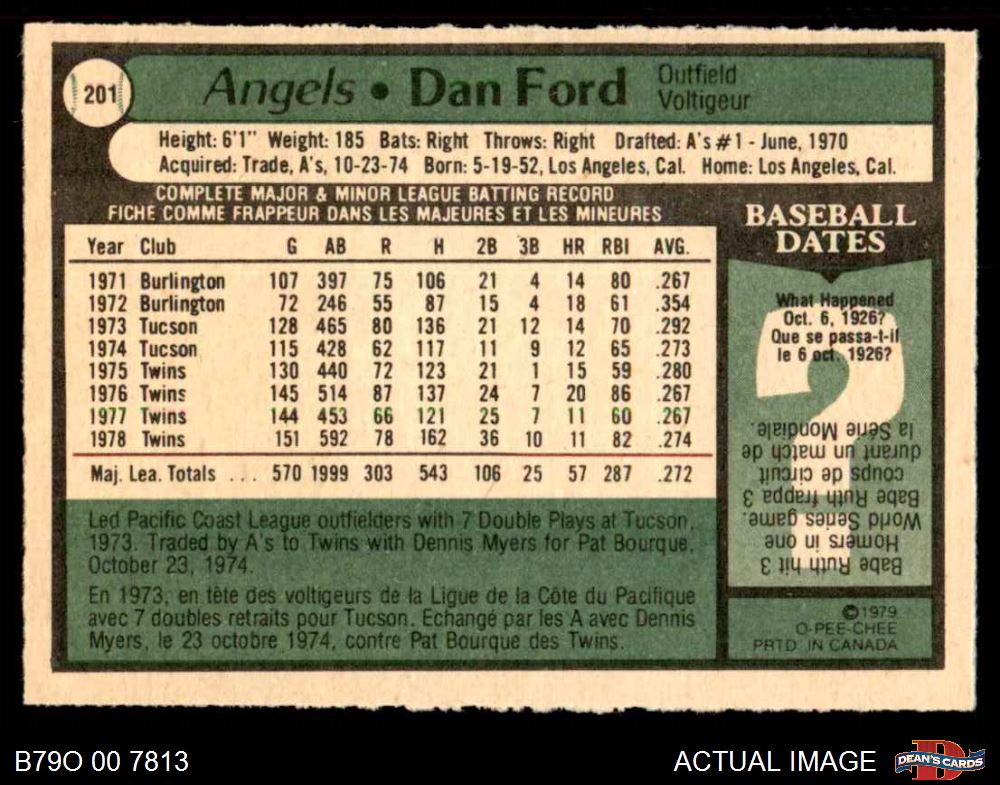 201
Angels • Dan Ford Outfield
Voltigeur
Height: 6'1" Weight: 185 Bats: Right Throws: Right Drafted: A's #1 - June, 1970
Acquired: Trade, A's, 10-23-74 Born: 5-19-52, Los Angeles, Cal. Home: Los Angeles, Cal.
COMPLETE MAJOR & MINOR LEAGUE BATTING RECORD
FICHE COMME FRAPPEUR DANS LES MAJEURES ET LES MINEURES
Year Club G AB R H 2B 3B HR RBI AVG.
1971 Burlington 107 397 75 106 21 4 14 80 .267
1972 Burlington 72 246 55 87 15 4 18 61 .354
1973 Tucson 128 465 80 136 21 12 14 70 .292
1974 Tucson 115 428 62 117 11 9 12 65 .273
1975 Twins 130 440 72 123 21 1 15 59 .280
1976 Twins 145 514 87 137 24 7 20 86 .267
1977 Twins 144 453 66 121 25 7 11 60 .267
1978 Twins 151 592 78 162 36 10 11 82 .274
Maj. Lea. Totals ... 570 1999 303 543 106 25 57 287 .272
Led Pacific Coast League outfielders with 7 Double Plays at Tucson,
1973. Traded by A's to Twins with Dennis Myers for Pat Bourque,
October 23, 1974.
En 1973, en tête des voltigeurs de la Ligue de la Côte du Pacifique
avec 7 doubles retraits pour Tucson. Echangé par les A avec Dennis
Myers, le 23 octobre 1974, contre Pat Bourque des Twins.
BASEBALL
DATES
What Happened
Oct. 6, 1926?
Que se passa-t-il
le 6 oct. 1926?
Babe Ruth hit 3
Homers in one
World Series game.
Babe Ruth frappa 3
coups de circuit
durant un match de
la Série Mondiale.
©1979
O-PEE-CHEE
PRTD. IN CANADA
B79O 00 7813
ACTUAL IMAGE
D
DEAN'S CARDS